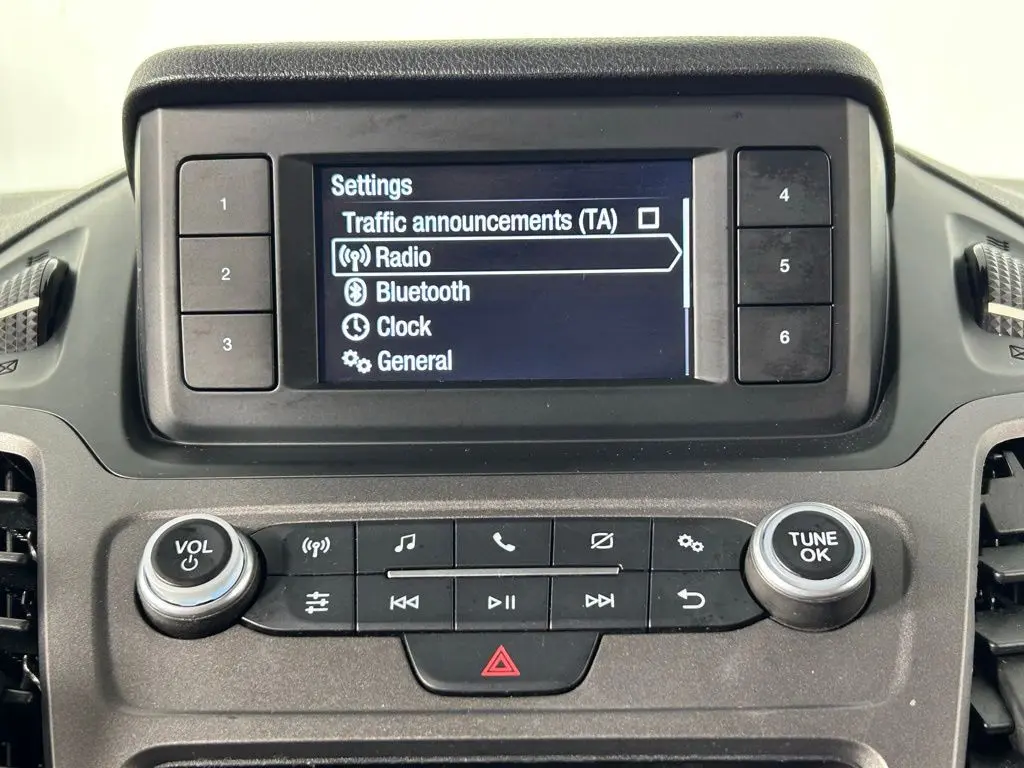 Settings
Traffic announcements (TA)
Radio
Bluetooth
Clock
General
1
2
3
4
5
6
VOL
TUNE
OK